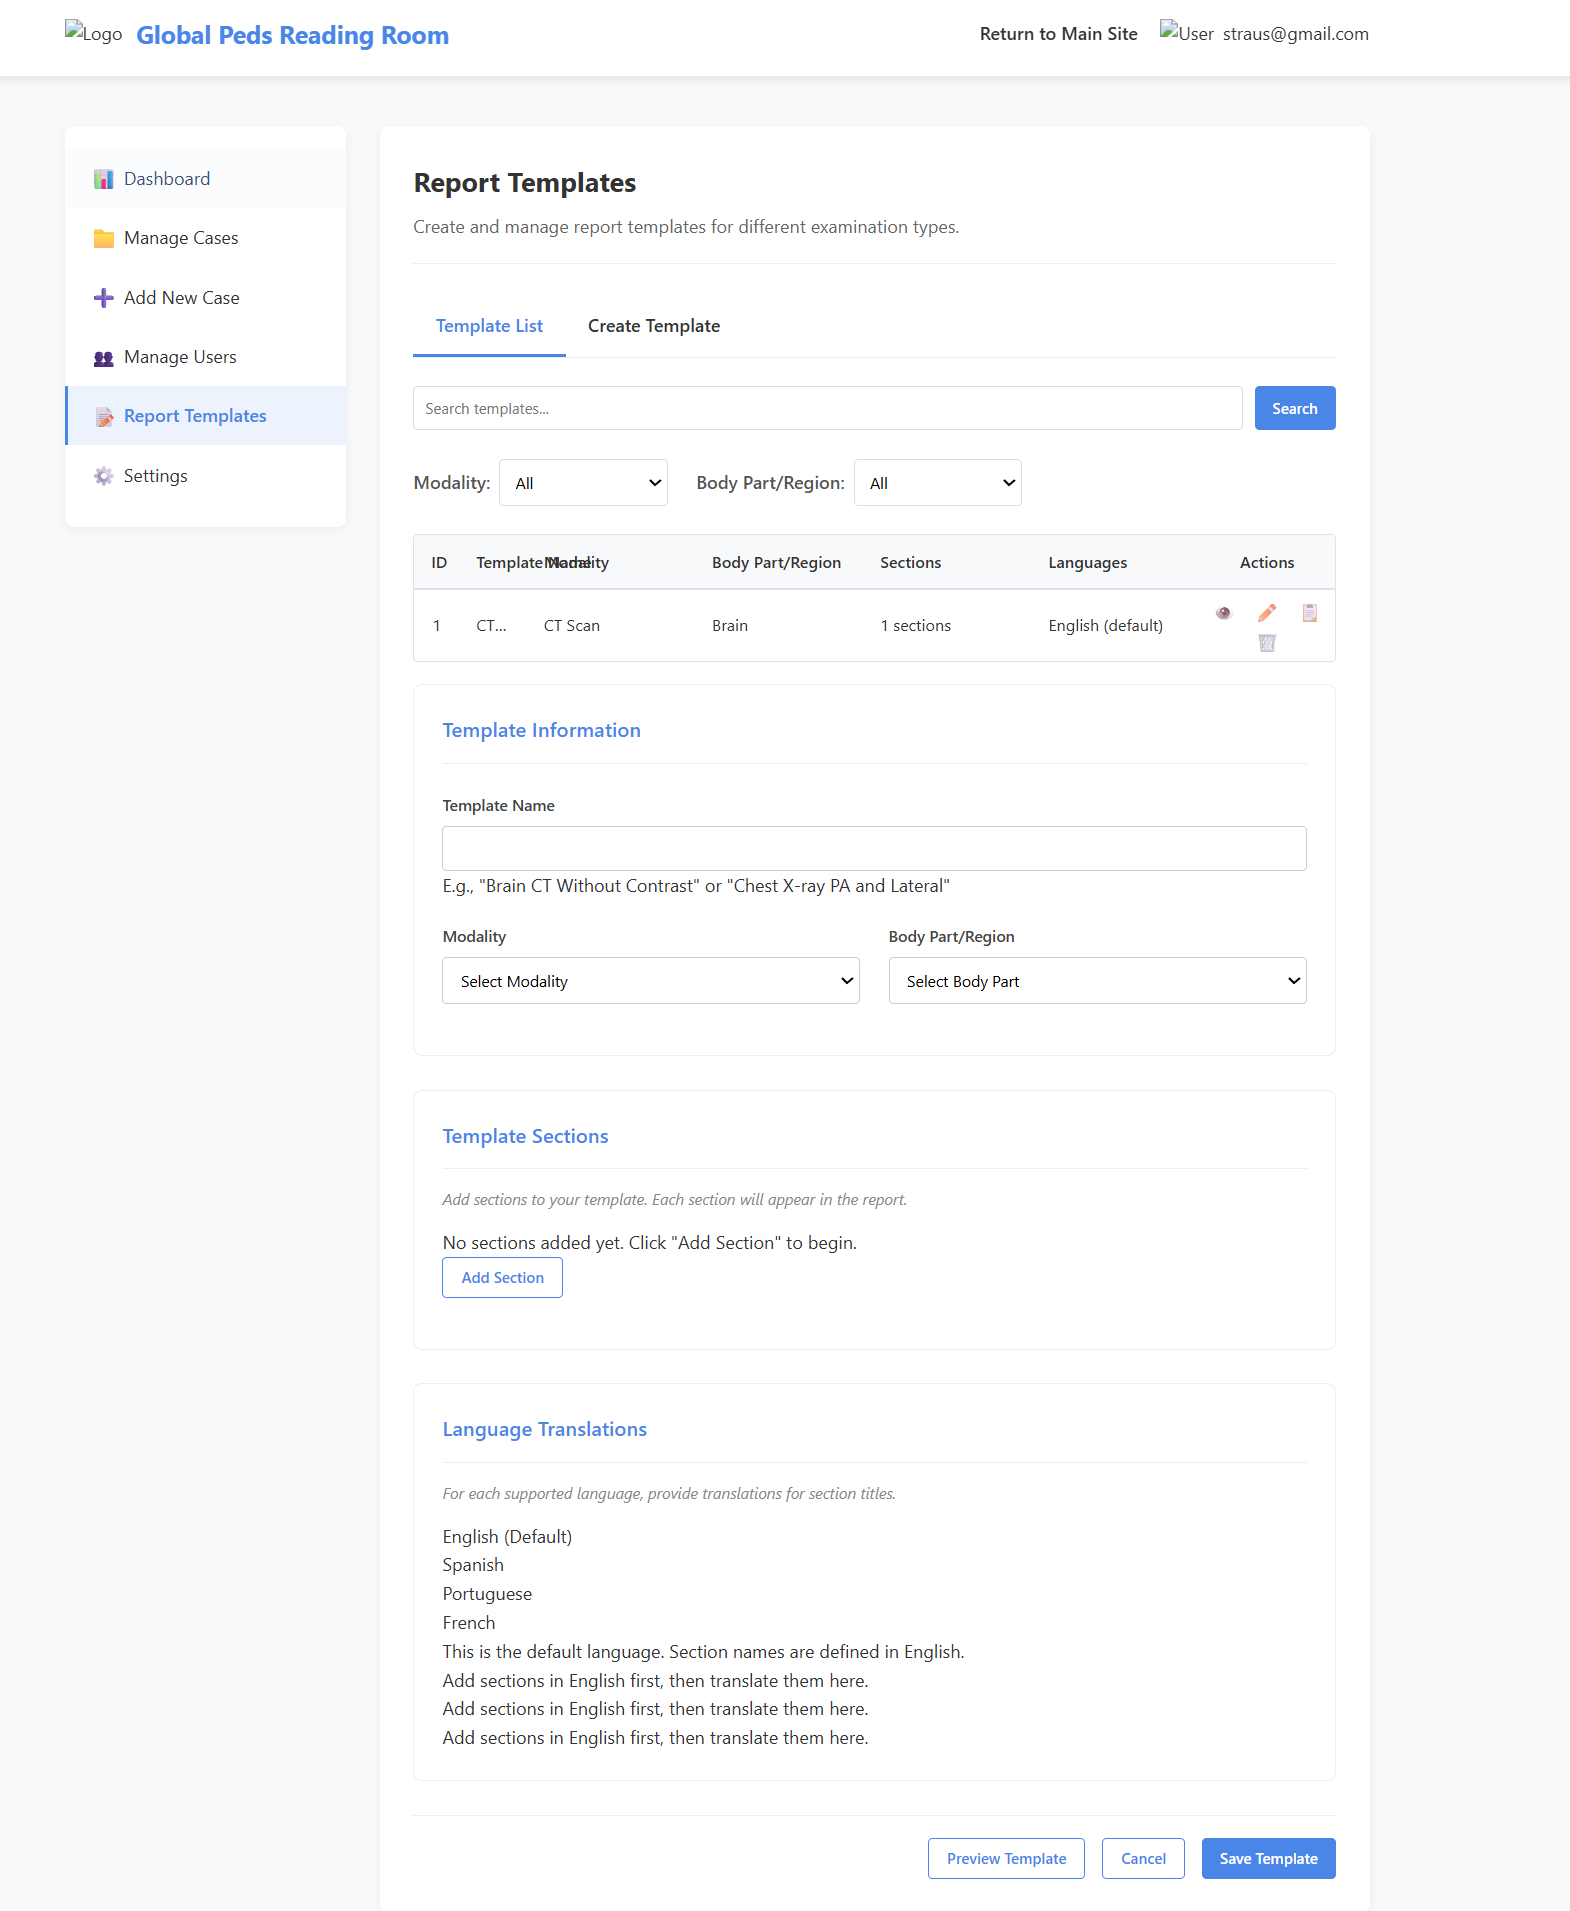 Logo Global Peds Reading Room Return to Main Site User straus@gmail.com
Dashboard
Manage Cases
Add New Case
Manage Users
Report Templates
Settings
Report Templates
Create and manage report templates for different examination types.
Template List Create Template
Search templates... Search
Modality: All Body Part/Region: All
ID Template Name Modality Body Part/Region Sections Languages Actions
1 CT... CT Scan Brain 1 sections English (default)
Template Information
Template Name
E.g., "Brain CT Without Contrast" or "Chest X-ray PA and Lateral"
Modality Body Part/Region
Select Modality Select Body Part
Template Sections
Add sections to your template. Each section will appear in the report.
No sections added yet. Click "Add Section" to begin.
Add Section
Language Translations
For each supported language, provide translations for section titles.
English (Default)
Spanish
Portuguese
French
This is the default language. Section names are defined in English.
Add sections in English first, then translate them here.
Add sections in English first, then translate them here.
Add sections in English first, then translate them here.
Preview Template Cancel Save Template